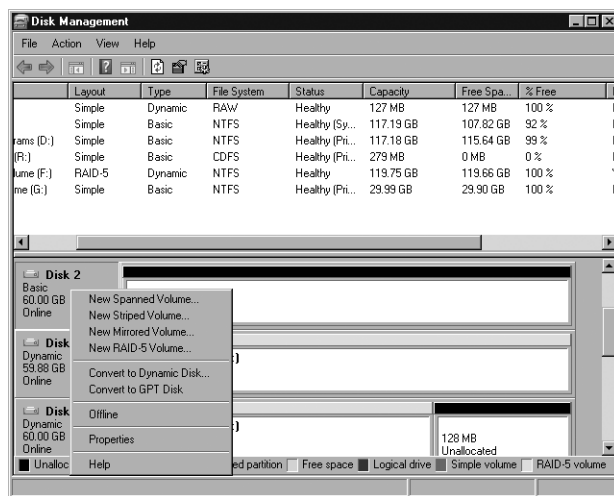 Disk Management
File Action View Help
Layout Type File System Status Capacity Free Spa... % Free
Simple Dynamic RAW Healthy 127 MB 127 MB 100 %
Simple Basic NTFS Healthy (Sy... 117.19 GB 107.82 GB 92 %
rams (D:) Simple Basic NTFS Healthy (Pri... 117.18 GB 115.64 GB 99 %
(R:) Simple Basic CDFS Healthy (Pri... 279 MB 0 MB 0 %
lume (F:) RAID-5 Dynamic NTFS Healthy 119.75 GB 119.66 GB 100 %
me (G:) Simple Basic NTFS Healthy (Pri... 29.99 GB 29.90 GB 100 %
Disk 2
Basic
60.00 GB
Online
New Spanned Volume...
New Striped Volume...
New Mirrored Volume...
New RAID-5 Volume...
Convert to Dynamic Disk...
Convert to GPT Disk
Offline
Properties
Help
Disk
Dynamic
59.88 GB
Online
:)
Disk
Dynamic
60.00 GB
Online
:)
128 MB
Unallocated
Unalloc ed partition Free space Logical drive Simple volume RAID-5 volume